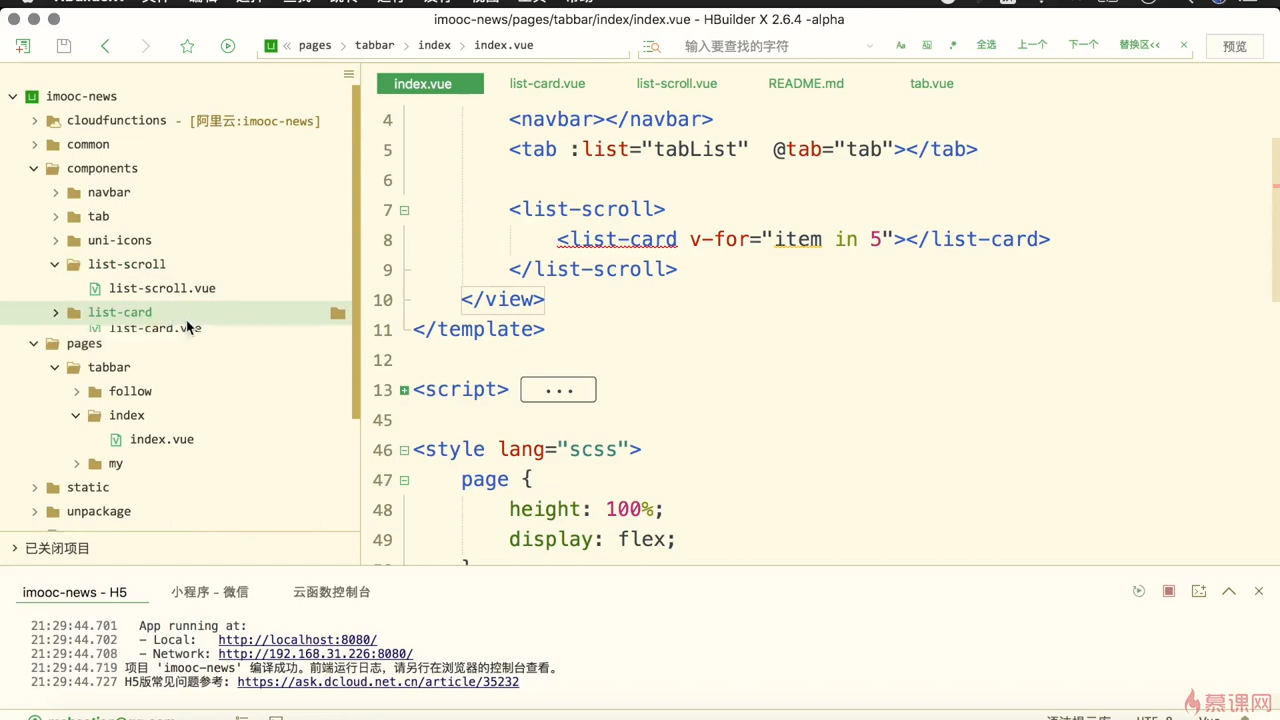 imooc-news/pages/tabbar/index/index.vue - HBuilder X 2.6.4 -alpha
« pages > tabbar > index > index.vue
输入要查找的字符
Aa
全选 上一个 下一个 替换区<<
预览
index.vue list-card.vue list-scroll.vue README.md tab.vue
imooc-news
cloudfunctions - [阿里云:imooc-news]
common
components
navbar
tab
uni-icons
list-scroll
list-scroll.vue
list-card
list-card.vue
pages
tabbar
follow
index
index.vue
my
static
unpackage
已关闭项目
4 <navbar></navbar>
5 <tab :list="tabList" @tab="tab"></tab>
6
7 <list-scroll>
8 <list-card v-for="item in 5"></list-card>
9 </list-scroll>
10 </view>
11 </template>
12
13 <script> ...
45
46 <style lang="scss">
47 page {
48 height: 100%;
49 display: flex;
imooc-news - H5 小程序 - 微信 云函数控制台
21:29:44.701 App running at:
21:29:44.702 - Local: http://localhost:8080/
21:29:44.708 - Network: http://192.168.31.226:8080/
21:29:44.719 项目 'imooc-news' 编译成功。前端运行日志，请另行在浏览器的控制台查看。
21:29:44.727 H5版常见问题参考: https://ask.dcloud.net.cn/article/35232
慕课网